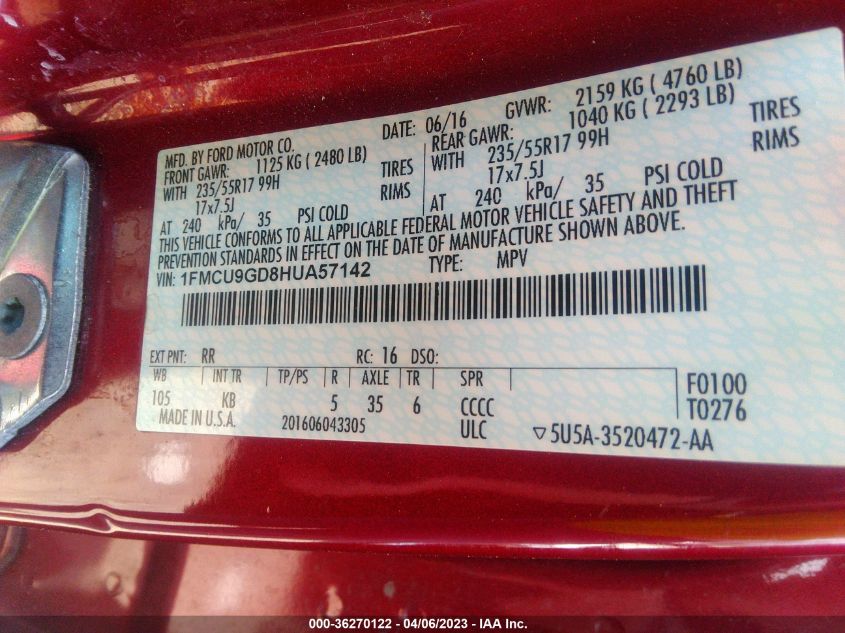 MFD. BY FORD MOTOR CO. DATE: 06/16 GVWR: 2159 KG ( 4760 LB)
FRONT GAWR: 1125 KG ( 2480 LB) REAR GAWR: 1040 KG ( 2293 LB)
WITH 235/55R17 99H TIRES WITH 235/55R17 99H TIRES
17x7.5J RIMS 17x7.5J RIMS
AT 240 kPa/ 35 PSI COLD AT 240 kPa/ 35 PSI COLD
THIS VEHICLE CONFORMS TO ALL APPLICABLE FEDERAL MOTOR VEHICLE SAFETY AND THEFT
PREVENTION STANDARDS IN EFFECT ON THE DATE OF MANUFACTURE SHOWN ABOVE.
VIN: 1FMCU9GD8HUA57142 TYPE: MPV
EXT PNT: RR RC: 16 DSO:
WB INT TR TP/PS R AXLE TR SPR F0100
105 KB 5 35 6 CCCC T0276
MADE IN U.S.A. 201606043305 ULC ▽5U5A-3520472-AA
000-36270122 - 04/06/2023 - IAA Inc.